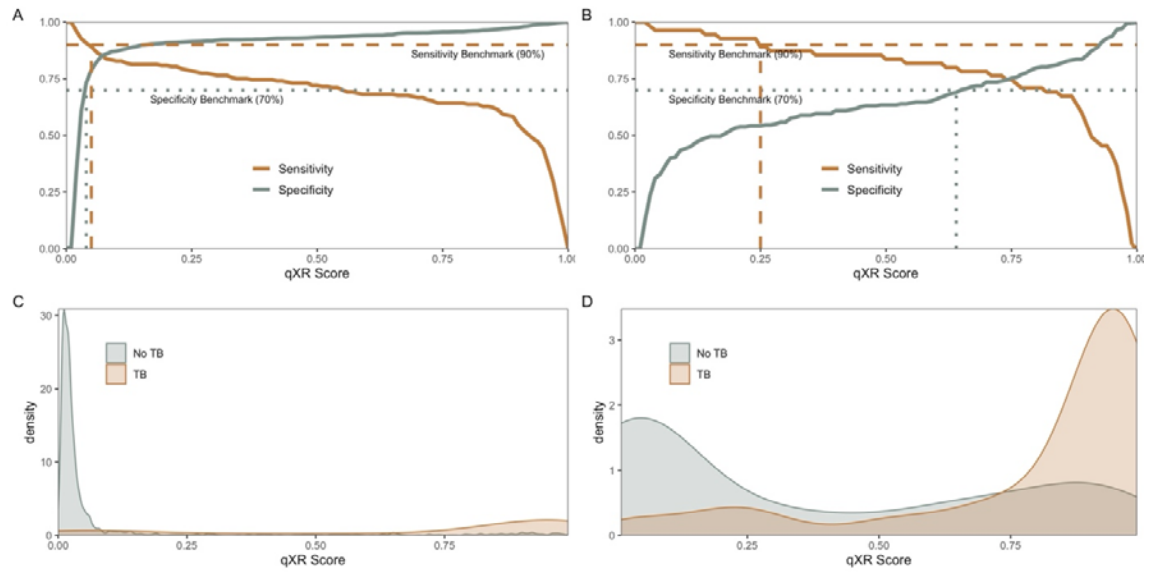 A
1.00
0.75
0.50
0.25
0.00
Sensitivity Benchmark (90%)
Specificity Benchmark (70%)
Sensitivity
Specificity
0.00 0.25 0.50 0.75 1.00
qXR Score
B
1.00
0.75
0.50
0.25
0.00
Sensitivity Benchmark (90%)
Specificity Benchmark (70%)
Sensitivity
Specificity
0.00 0.25 0.50 0.75 1.00
qXR Score
C
30
20
10
0
density
No TB
TB
0.00 0.25 0.50 0.75
qXR Score
D
3
2
1
0
density
No TB
TB
0.25 0.50 0.75
qXR Score